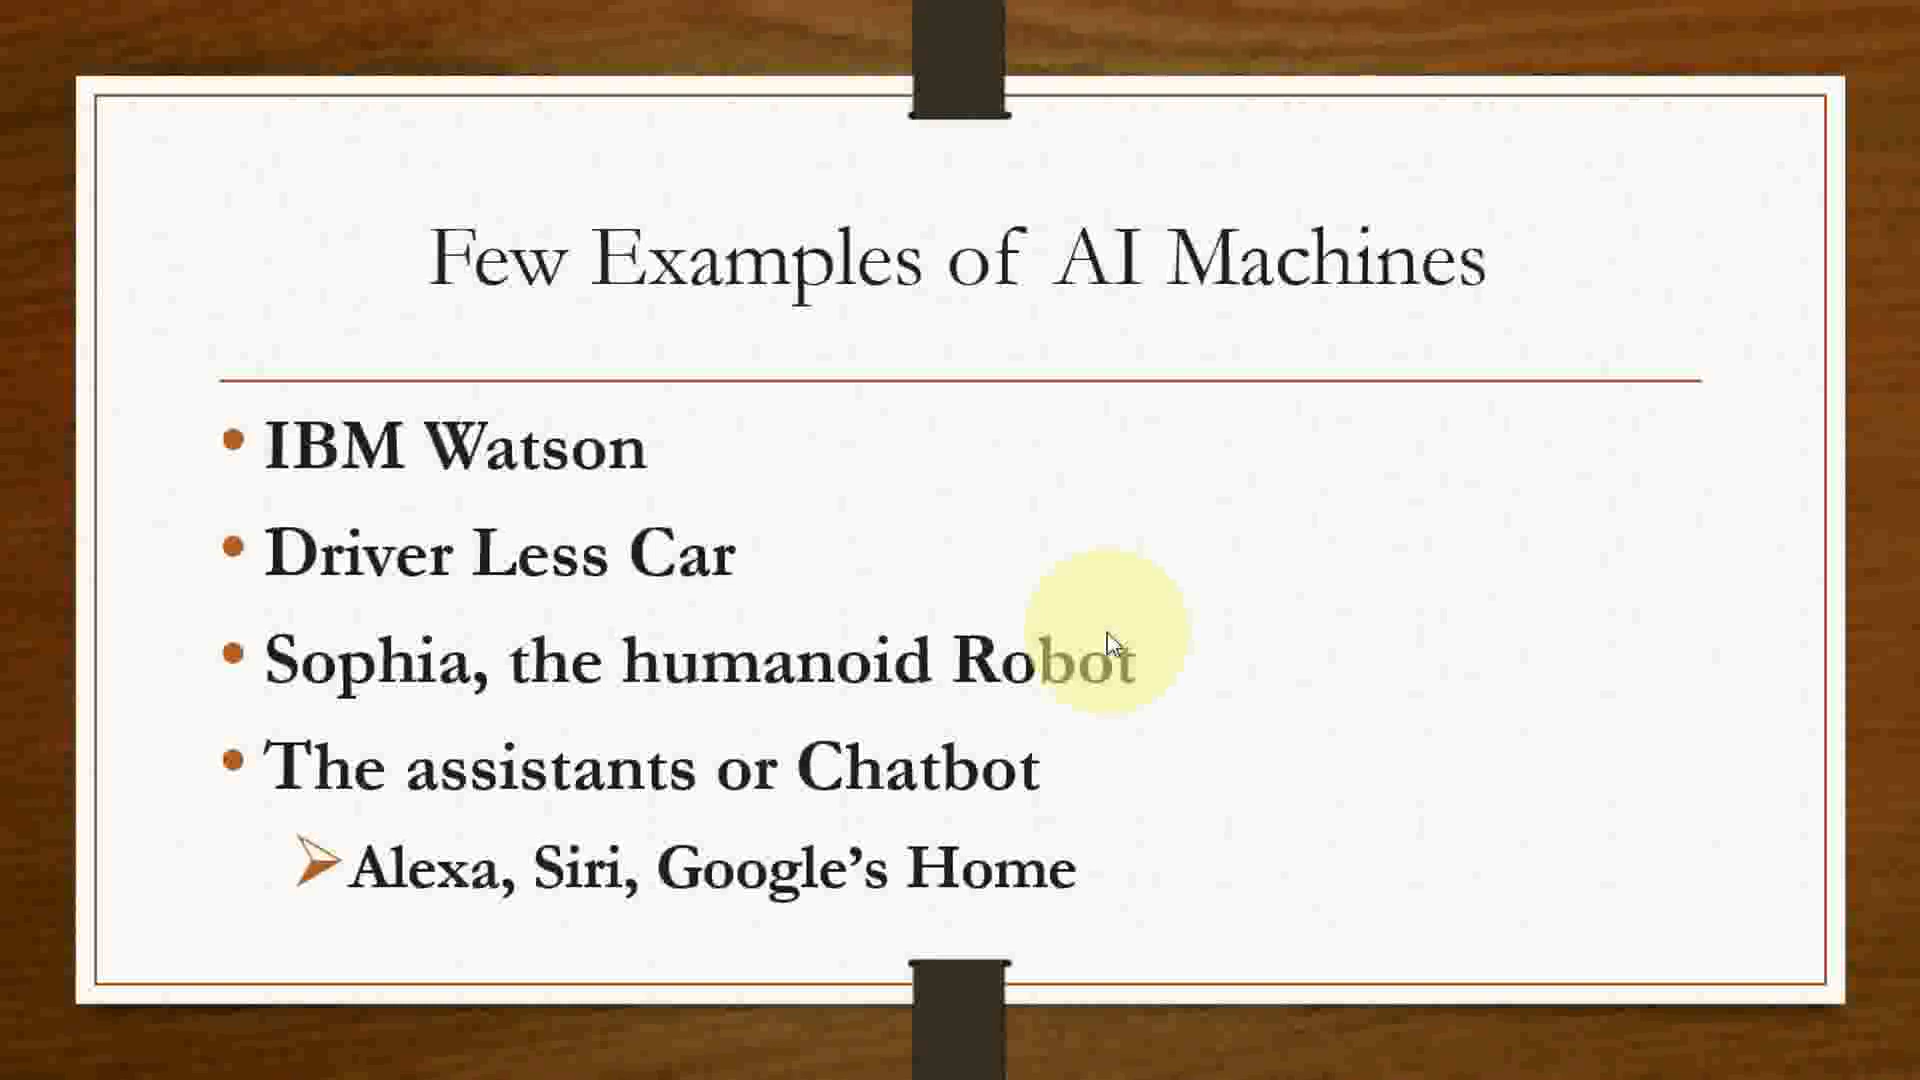 Few Examples of AI Machines
• IBM Watson
• Driver Less Car
• Sophia, the humanoid Robot
• The assistants or Chatbot
➢ Alexa, Siri, Google’s Home